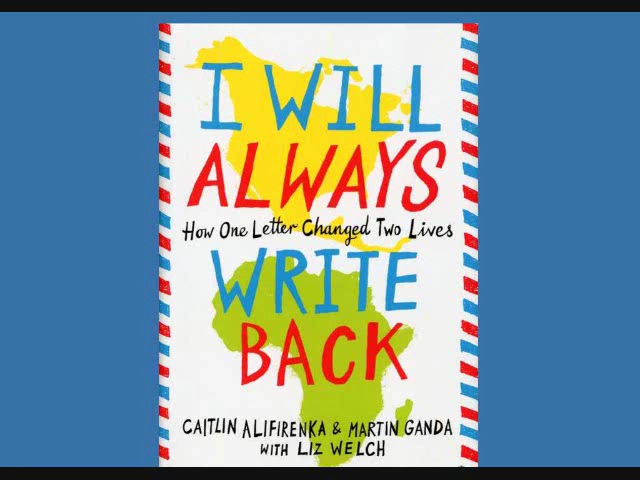 I WILL
ALWAYS
How One Letter Changed Two Lives
WRITE
BACK
CAITLIN ALIFIRENKA & MARTIN GANDA
WITH LIZ WELCH